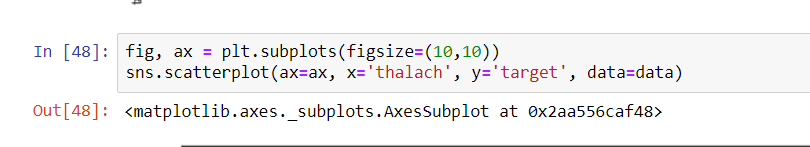 In [48]: fig, ax = plt.subplots(figsize=(10,10))
sns.scatterplot(ax=ax, x='thalach', y='target', data=data)
Out[48]: <matplotlib.axes._subplots.AxesSubplot at 0x2aa556caf48>